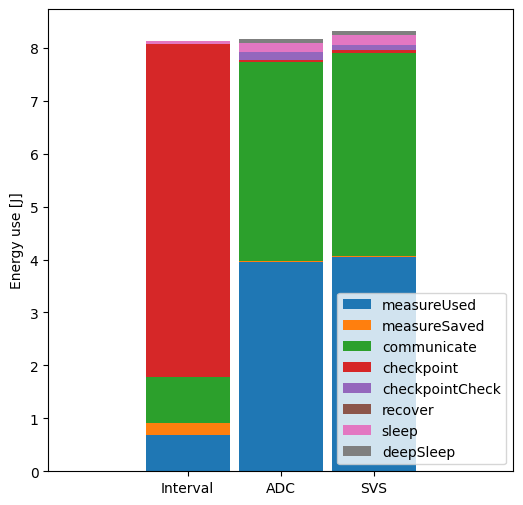 Energy use [J]
8
7
6
5
4
3
2
1
0
measureUsed
measureSaved
communicate
checkpoint
checkpointCheck
recover
sleep
deepSleep
Interval ADC SVS